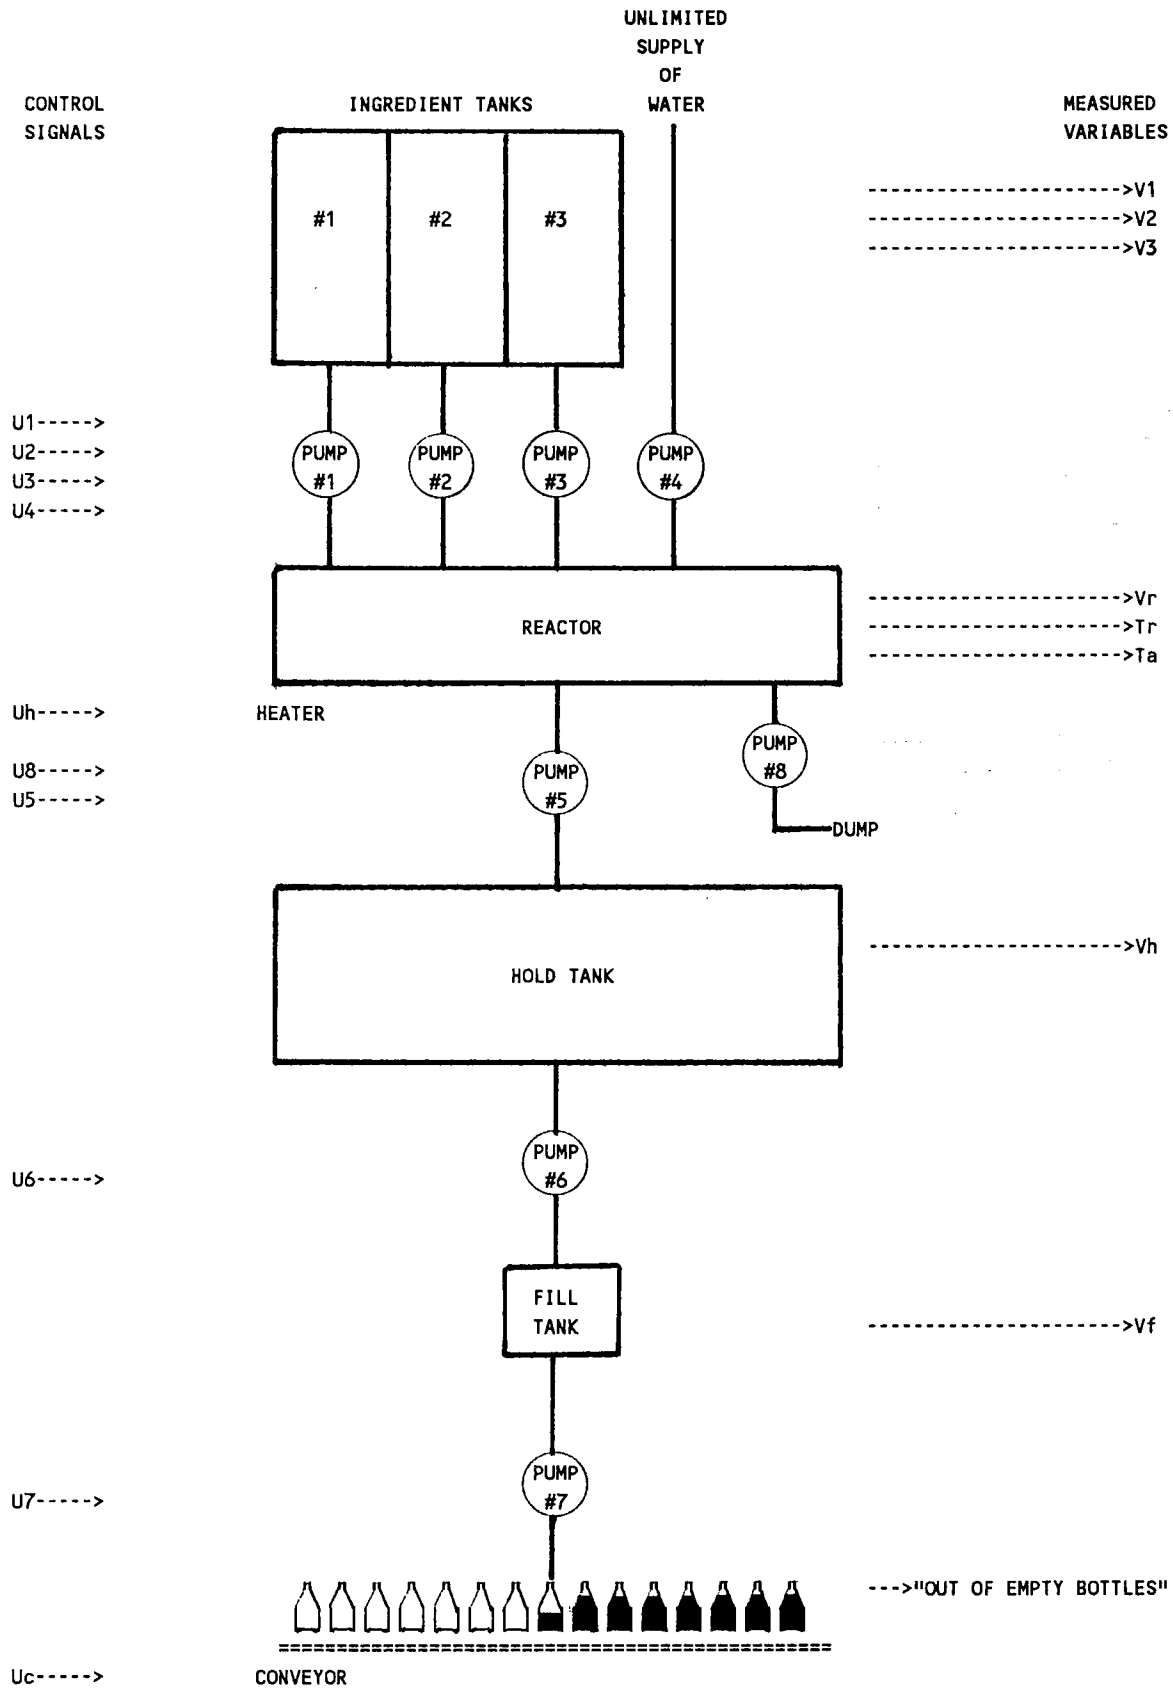 UNLIMITED
SUPPLY
OF
WATER
CONTROL
SIGNALS
INGREDIENT TANKS
MEASURED
VARIABLES
#1
#2
#3
-------------------->V1
-------------------->V2
-------------------->V3
U1----->
U2----->
U3----->
U4----->
PUMP
#1
PUMP
#2
PUMP
#3
PUMP
#4
REACTOR
-------------------->Vr
-------------------->Tr
-------------------->Ta
Uh----->
HEATER
U8----->
U5----->
PUMP
#5
PUMP
#8
DUMP
HOLD TANK
-------------------->Vh
U6----->
PUMP
#6
FILL
TANK
-------------------->Vf
U7----->
PUMP
#7
--->"OUT OF EMPTY BOTTLES"
Uc----->
CONVEYOR